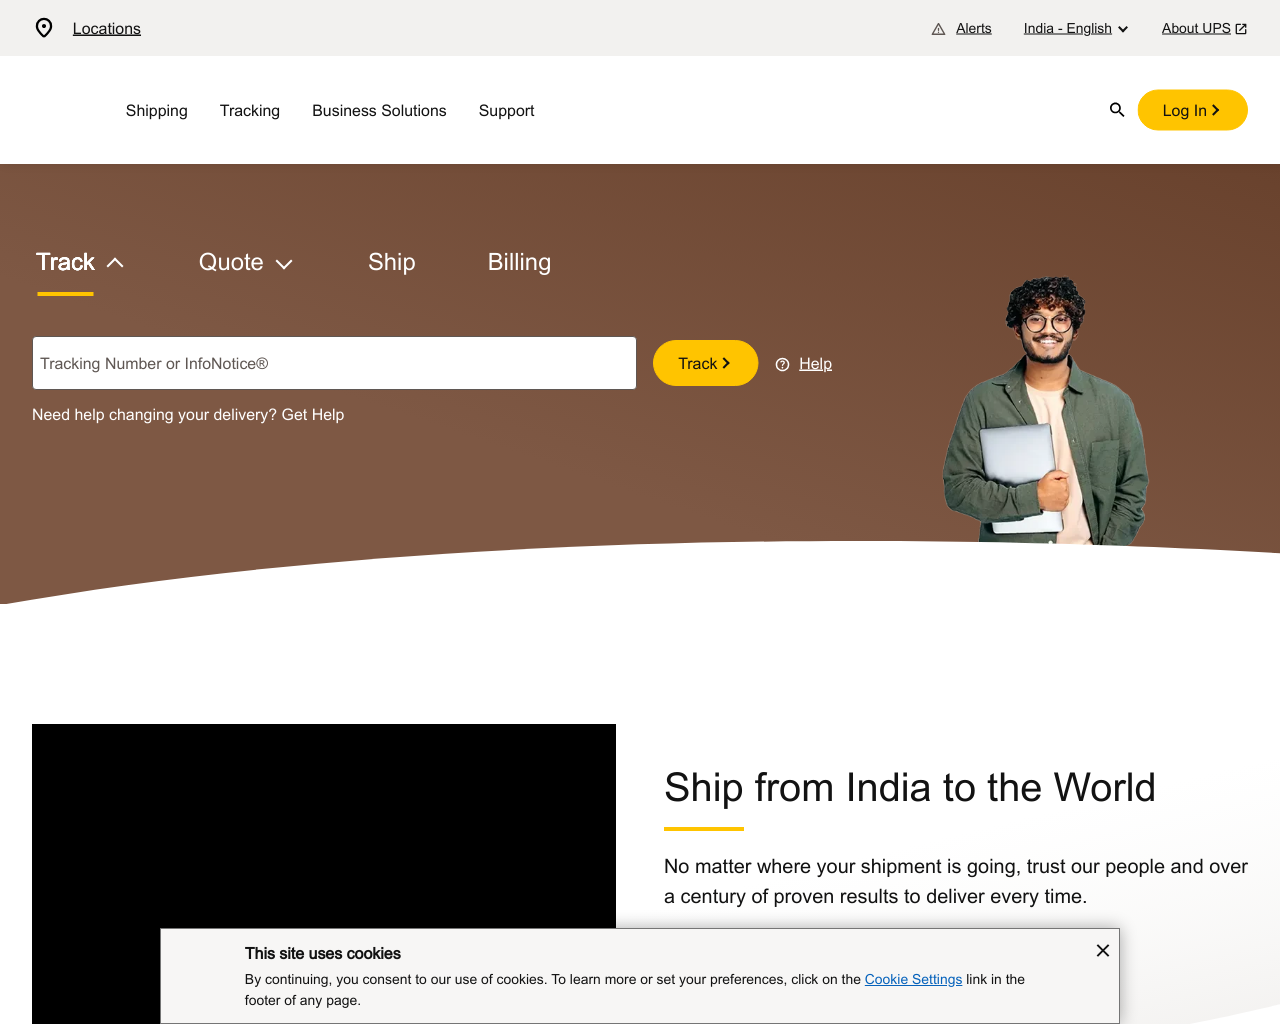 Locations
Alerts
India - English
About UPS
Shipping
Tracking
Business Solutions
Support
Log In
Track
Quote
Ship
Billing
Tracking Number or InfoNotice®
Track
Help
Need help changing your delivery? Get Help
Ship from India to the World
No matter where your shipment is going, trust our people and over
a century of proven results to deliver every time.
This site uses cookies
By continuing, you consent to our use of cookies. To learn more or set your preferences, click on the Cookie Settings link in the
footer of any page.